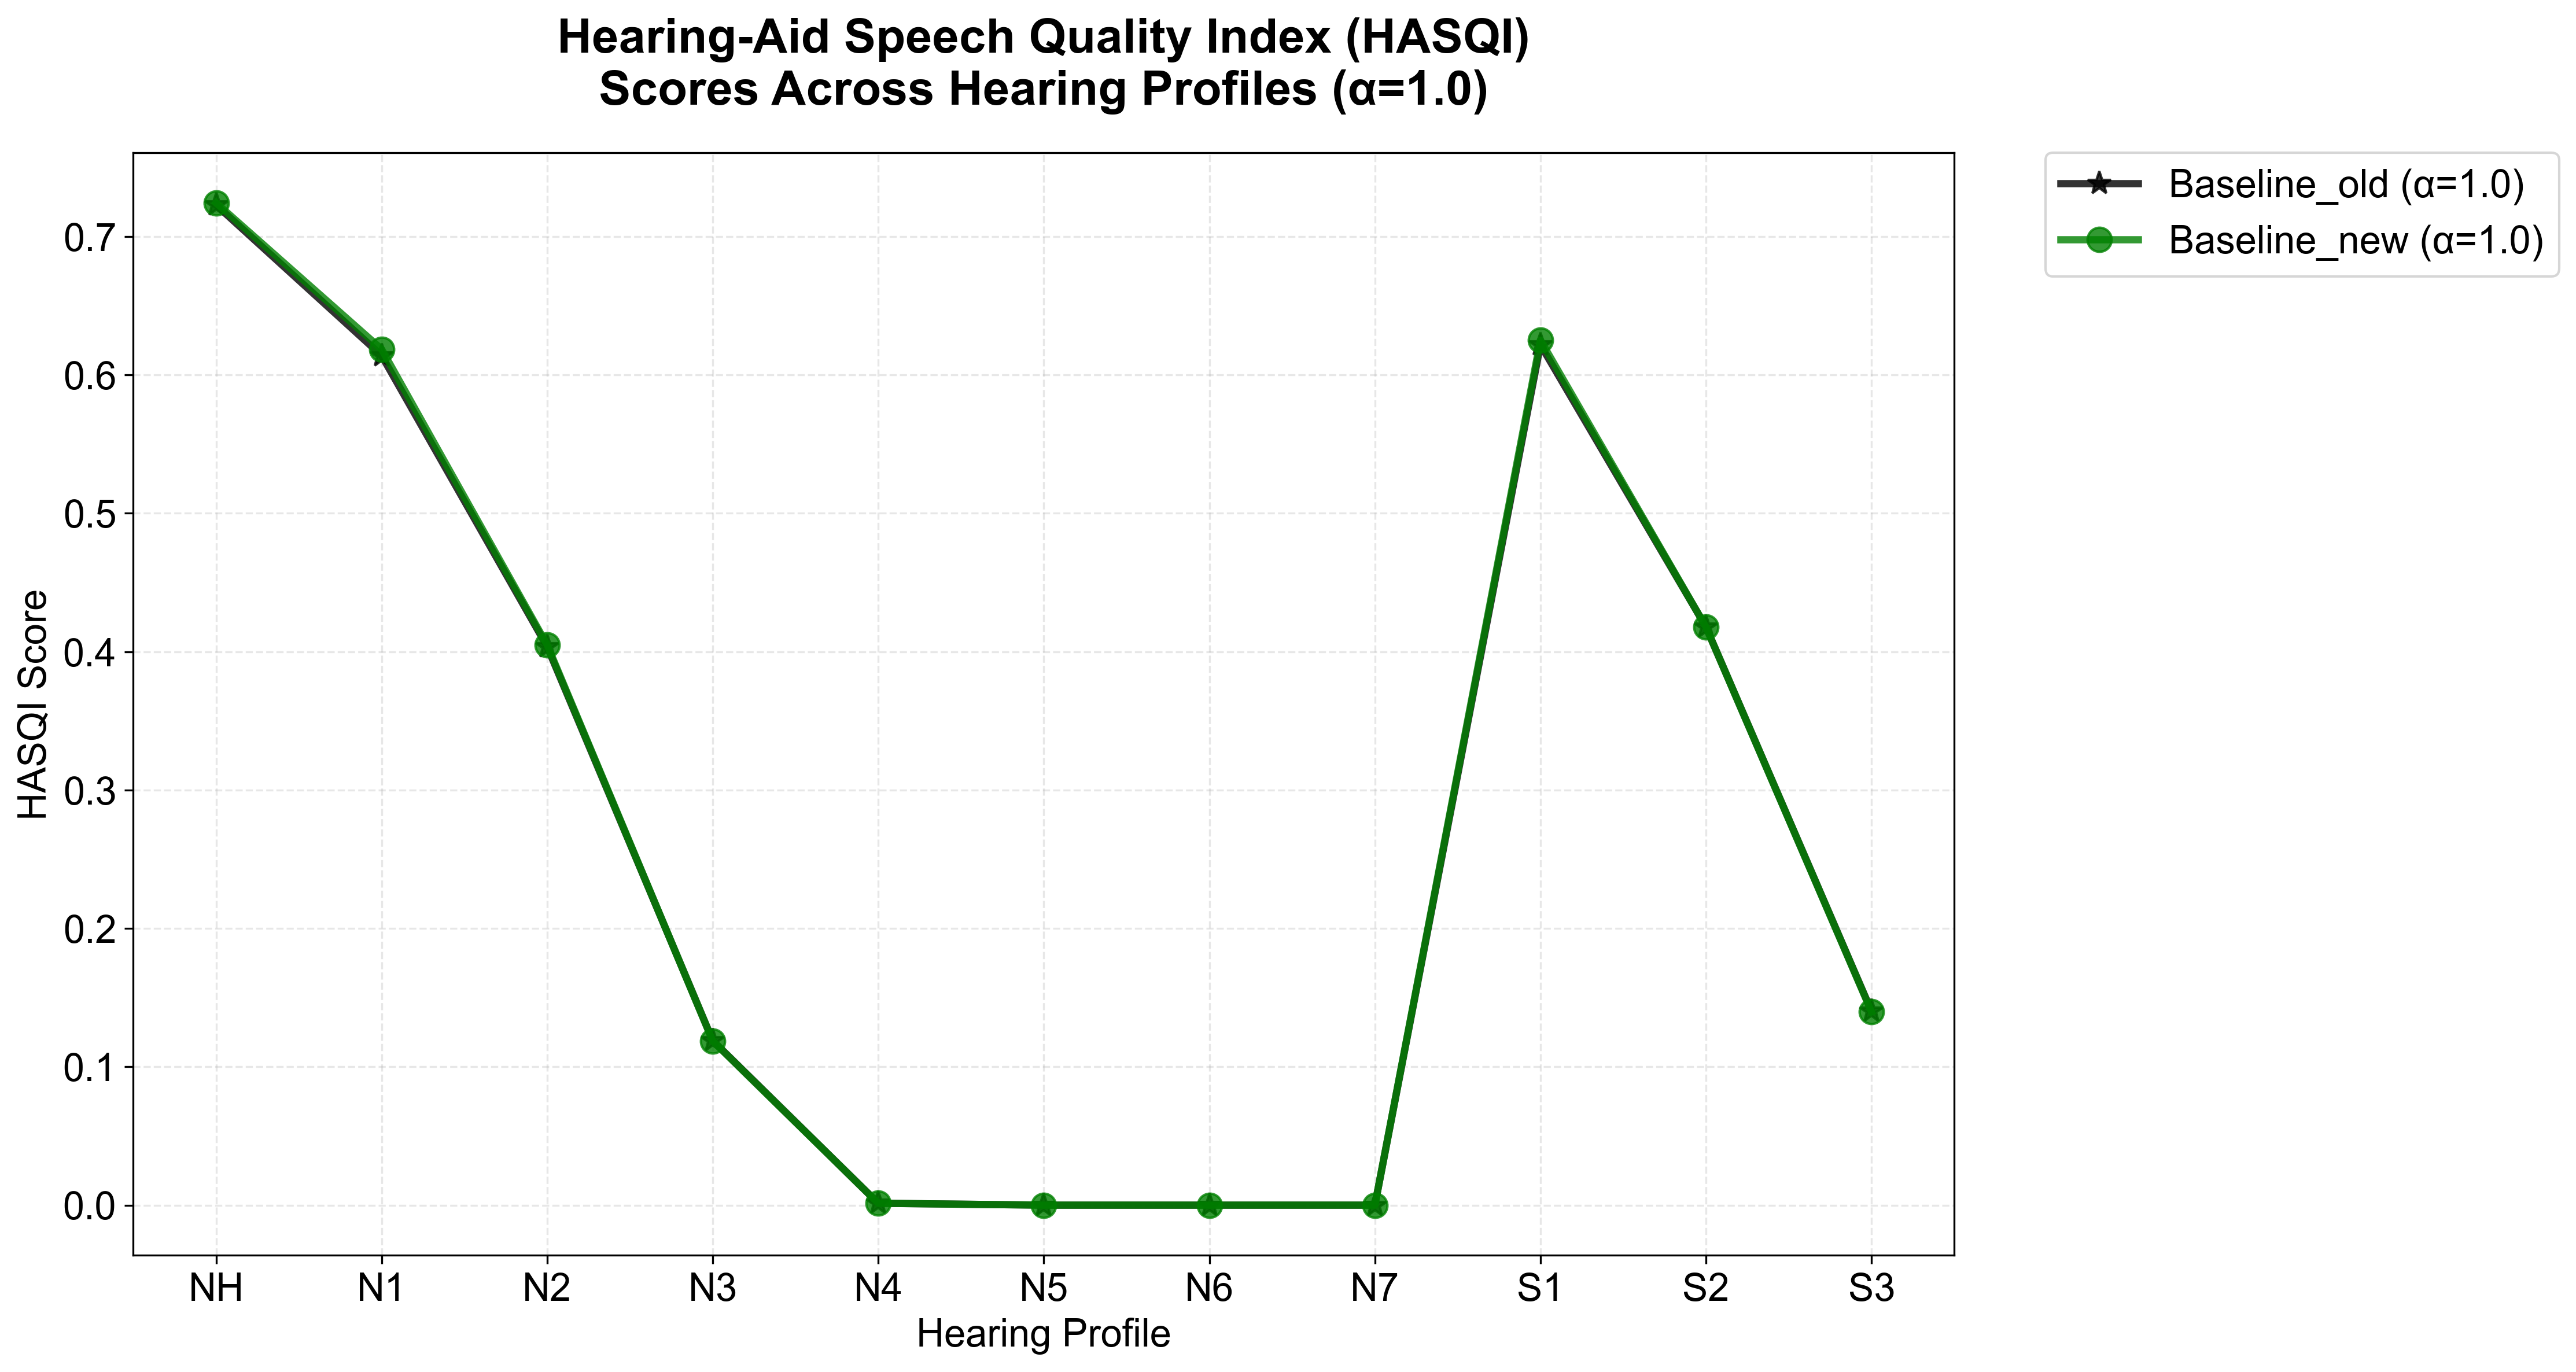 Hearing-Aid Speech Quality Index (HASQI)
Scores Across Hearing Profiles (α=1.0)
Baseline_old (α=1.0)
Baseline_new (α=1.0)
HASQI Score
0.7
0.6
0.5
0.4
0.3
0.2
0.1
0.0
NH N1 N2 N3 N4 N5 N6 N7 S1 S2 S3
Hearing Profile